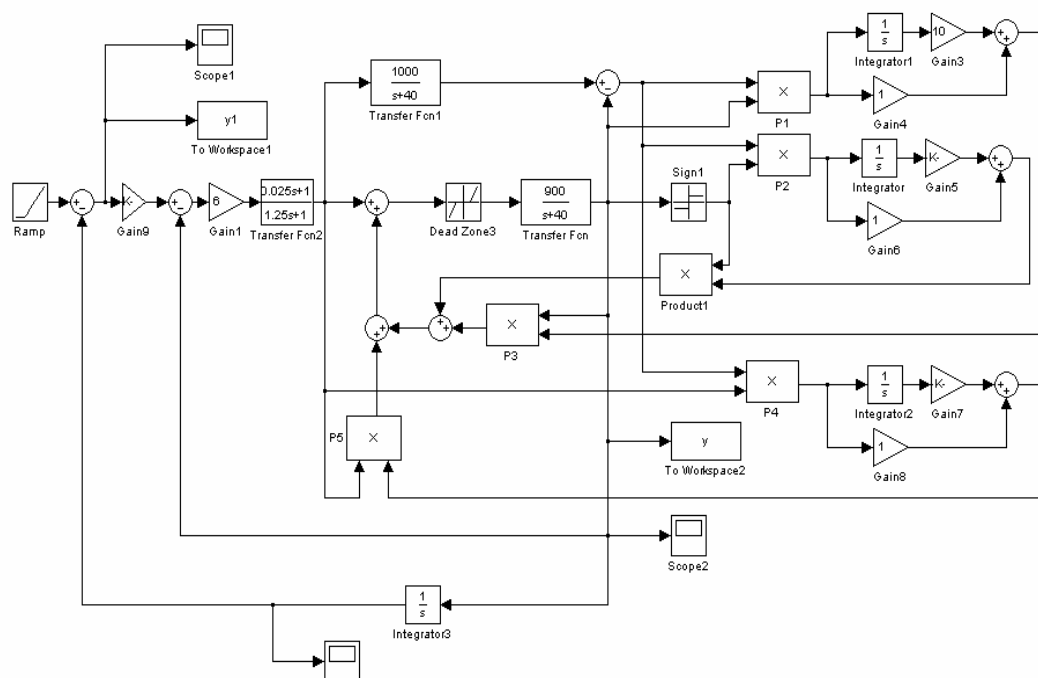 Scope1
y1
To Workspace1
Ramp
K-
Gain9
6
Gain1
0.025s+1
1.25s+1
Transfer Fcn2
1000
s+40
Transfer Fcn1
Dead Zone3
900
s+40
Transfer Fcn
Sign1
×
P1
×
P2
1
s
Integrator1
10
Gain3
1
Gain4
1
s
Integrator
K-
Gain5
1
Gain6
×
Product1
×
P3
×
P4
1
s
Integrator2
K-
Gain7
1
Gain8
P5
×
y
To Workspace2
Scope2
1
s
Integrator3